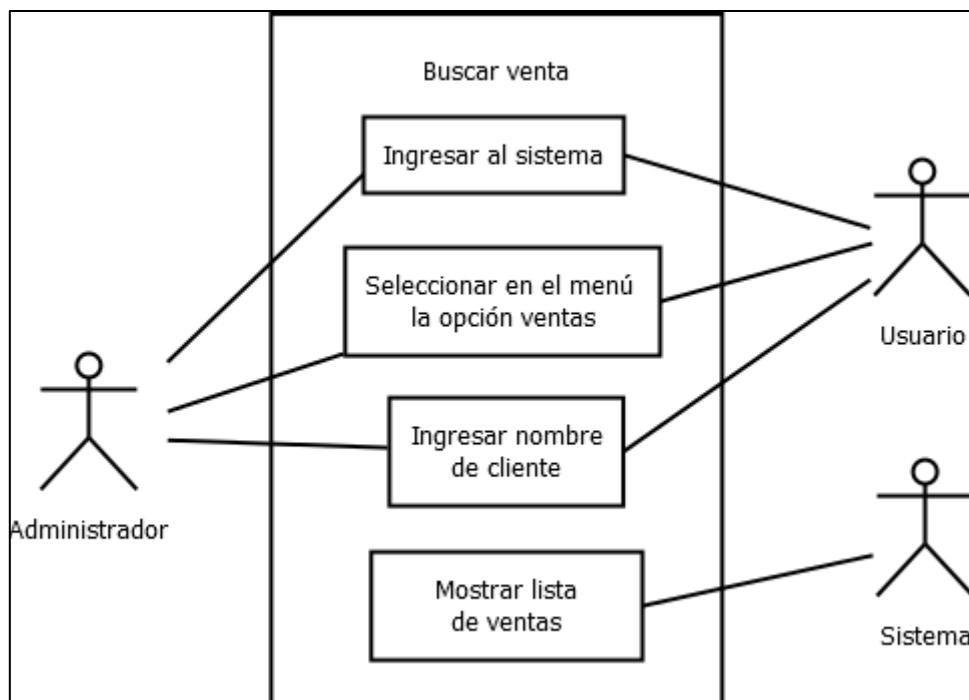 Buscar venta
Ingresar al sistema
Seleccionar en el menú
la opción ventas
Usuario
Ingresar nombre
de cliente
Administrador
Mostrar lista
de ventas
Sistema